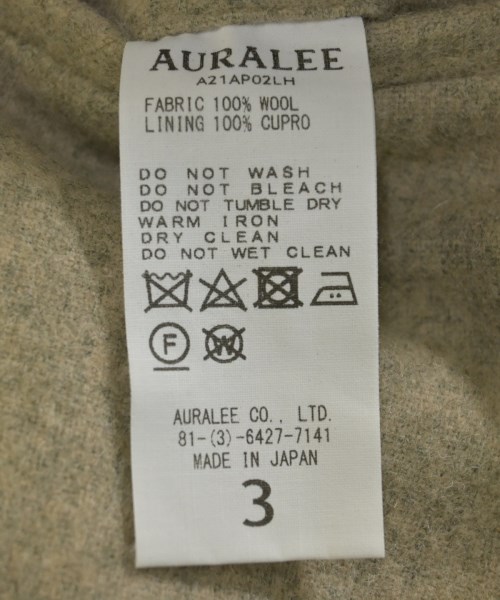 AURALEE
A21AP02LH
FABRIC 100% WOOL
LINING 100% CUPRO
DO NOT WASH
DO NOT BLEACH
DO NOT TUMBLE DRY
WARM IRON
DRY CLEAN
DO NOT WET CLEAN
F W
AURALEE CO., LTD.
81-(3)-6427-7141
MADE IN JAPAN
3